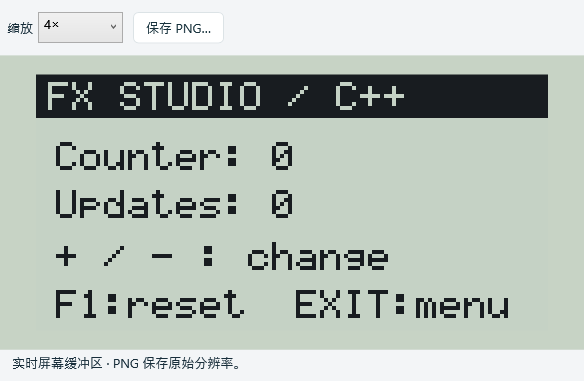 缩放 4× 保存 PNG...
FX STUDIO / C++
Counter: 0
Updates: 0
+ / - : change
F1:reset EXIT:menu
实时屏幕缓冲区 · PNG 保存原始分辨率。